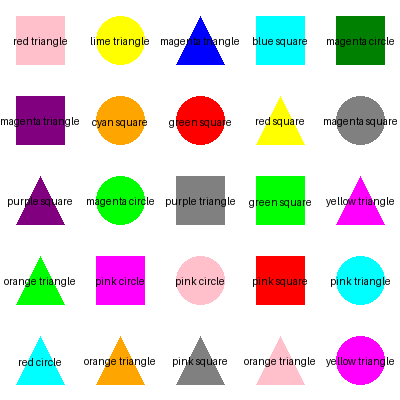 red triangle lime triangle magenta triangle blue square magenta circle
magenta triangle cyan square green square red square magenta square
purple square magenta circle purple triangle green square yellow triangle
orange triangle pink circle pink circle pink square pink triangle
red circle orange triangle pink square orange triangle yellow triangle